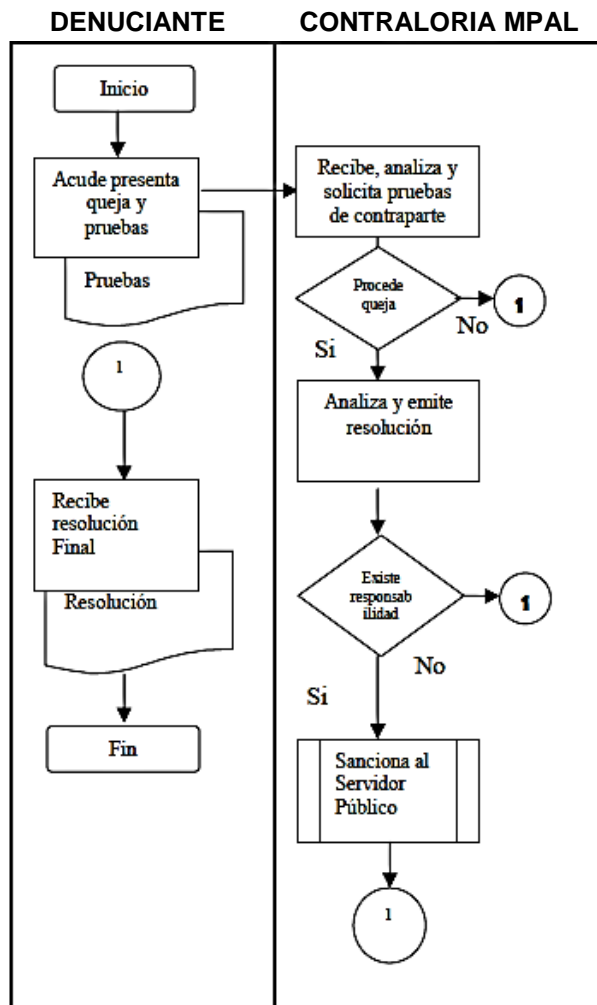 DENUCIANTE
CONTRALORIA MPAL
Inicio
Acude presenta
queja y
pruebas
Pruebas
1
Recibe
resolución
Final
Resolución
Fin
Recibe, analiza y
solicita pruebas
de contraparte
Procede
queja
No
1
Si
Analiza y emite
resolución
Existe
responsab
ilidad
1
No
Si
Sanciona al
Servidor
Público
1